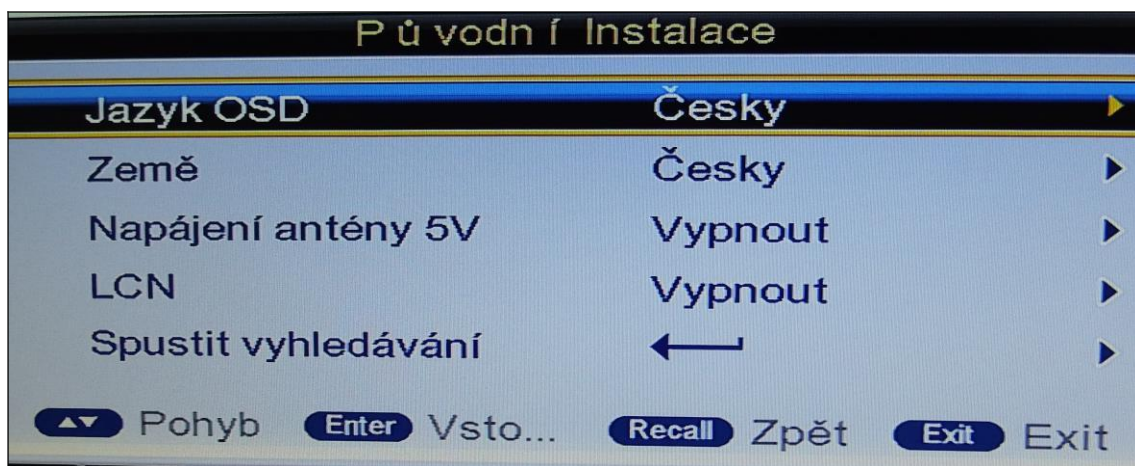 Původní Instalace
Jazyk OSD Česky
Země Česky
Napájení antény 5V Vypnout
LCN Vypnout
Spustit vyhledávání
Pohyb Enter Vsto... Recall Zpět Exit Exit